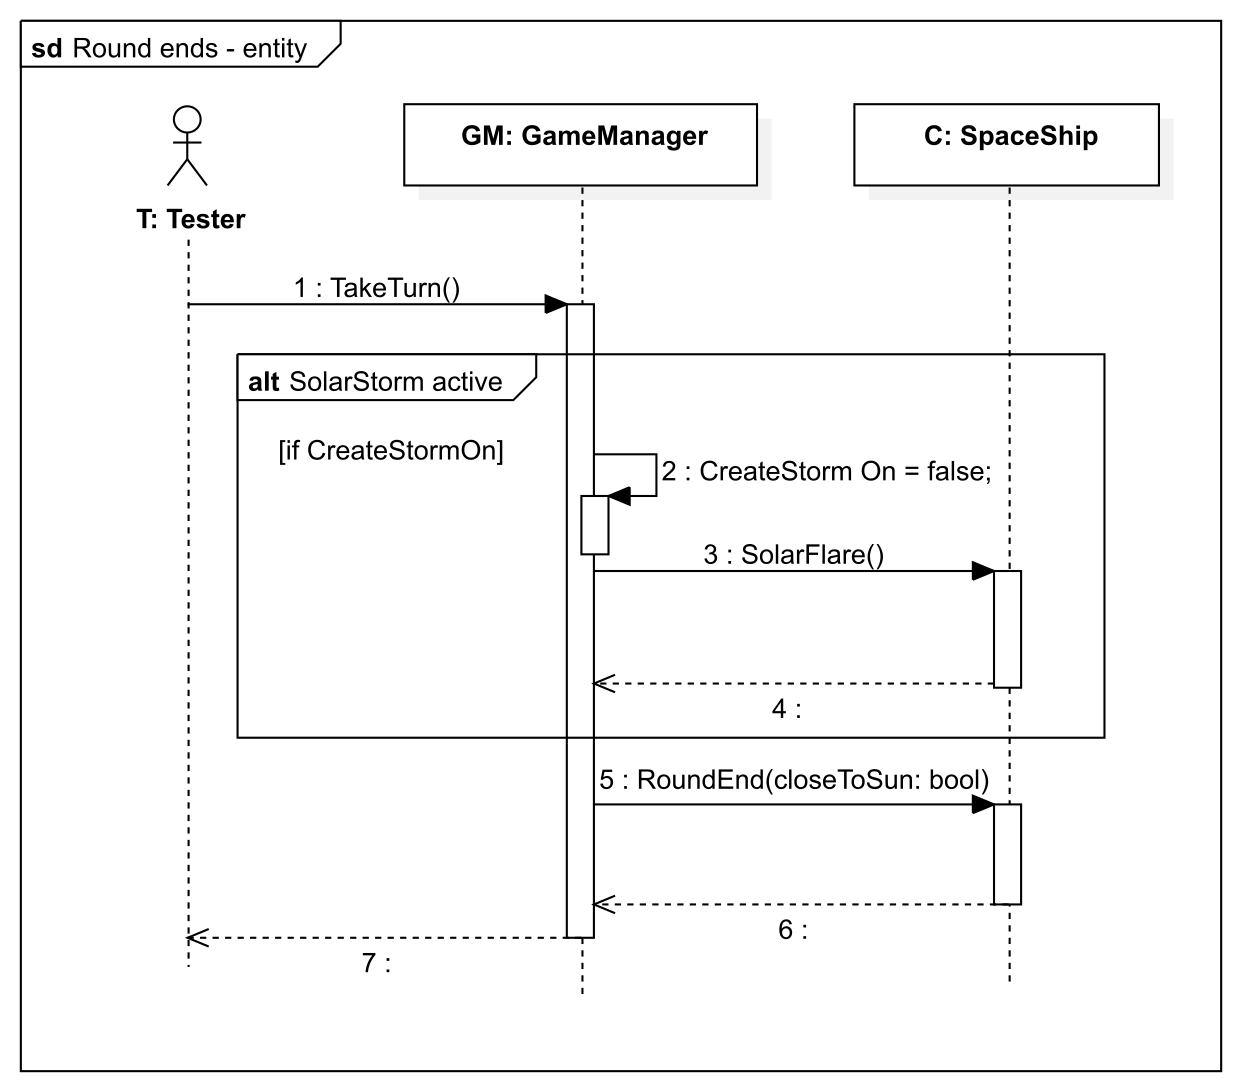 sd Round ends - entity
T: Tester
GM: GameManager
C: SpaceShip
1 : TakeTurn()
alt SolarStorm active
[if CreateStormOn]
2 : CreateStorm On = false;
3 : SolarFlare()
4 :
5 : RoundEnd(closeToSun: bool)
6 :
7 :